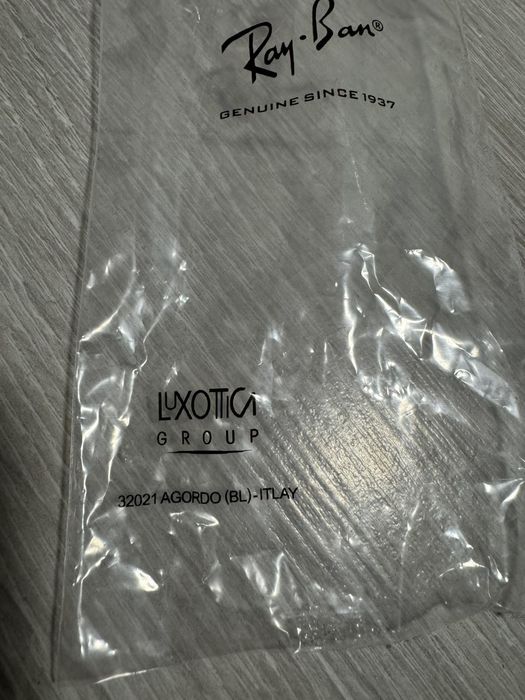 Ray-Ban®
GENUINE SINCE 1937
LUXOTTICA
GROUP
32021 AGORDO (BL)-ITLAY